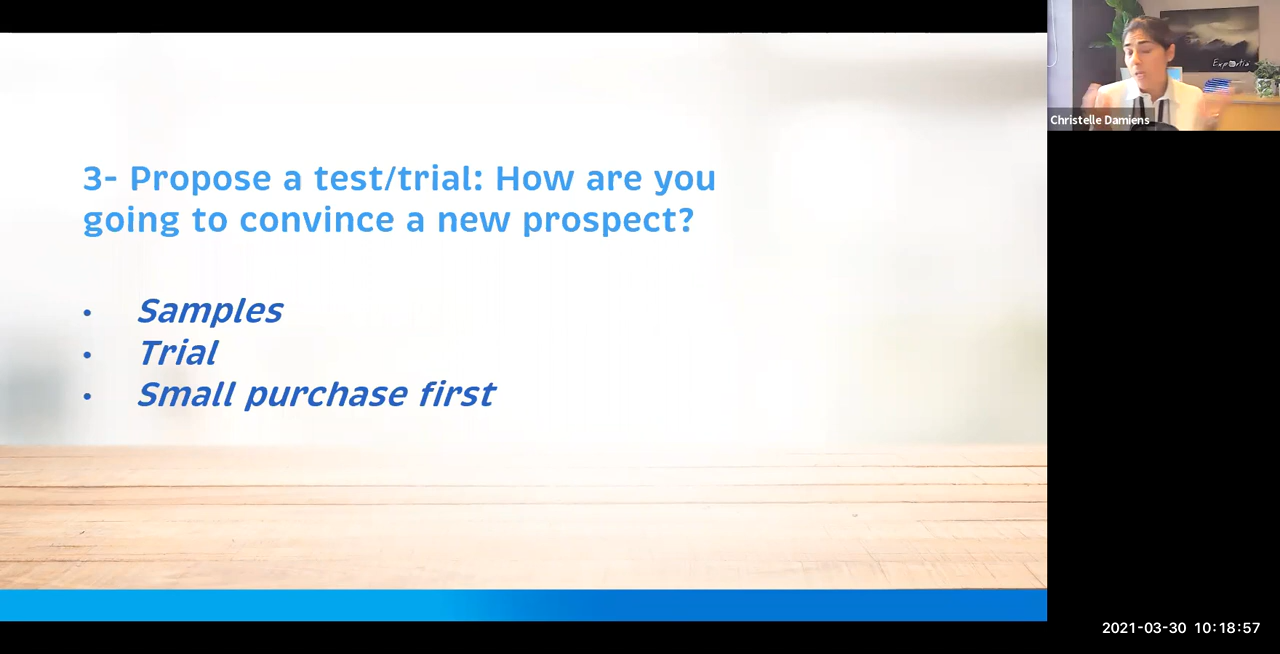 3- Propose a test/trial: How are you
going to convince a new prospect?
• Samples
• Trial
• Small purchase first
Exportia
Christelle Damiens
2021-03-30 10:18:57